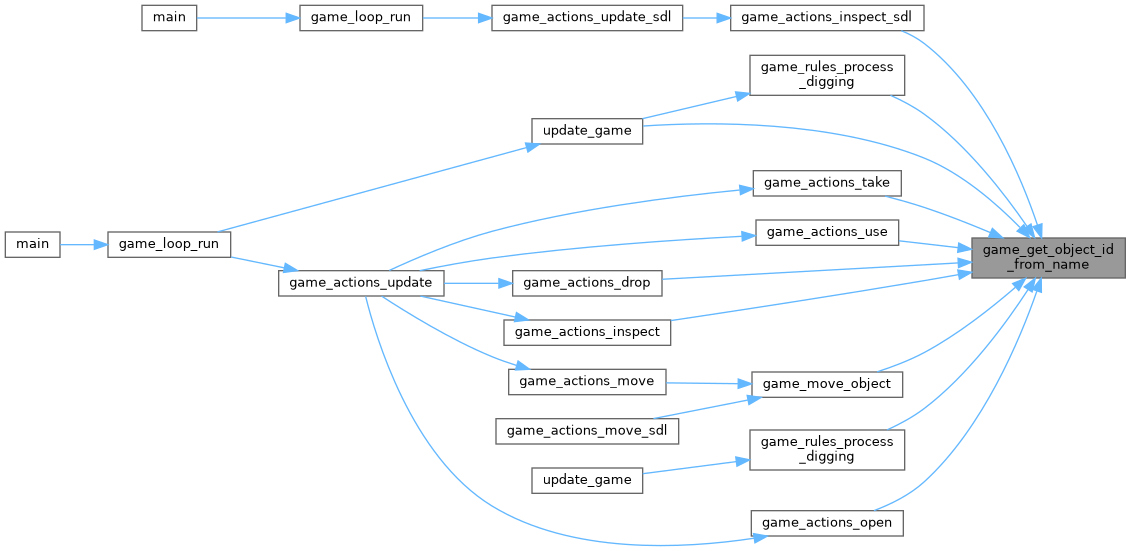 main
game_loop_run
game_actions_update_sdl
game_actions_inspect_sdl
game_rules_process
_digging
update_game
game_actions_take
game_actions_use
main
game_loop_run
game_get_object_id
_from_name
game_actions_update
game_actions_drop
game_actions_inspect
game_actions_move
game_move_object
game_actions_move_sdl
game_rules_process
_digging
update_game
game_actions_open